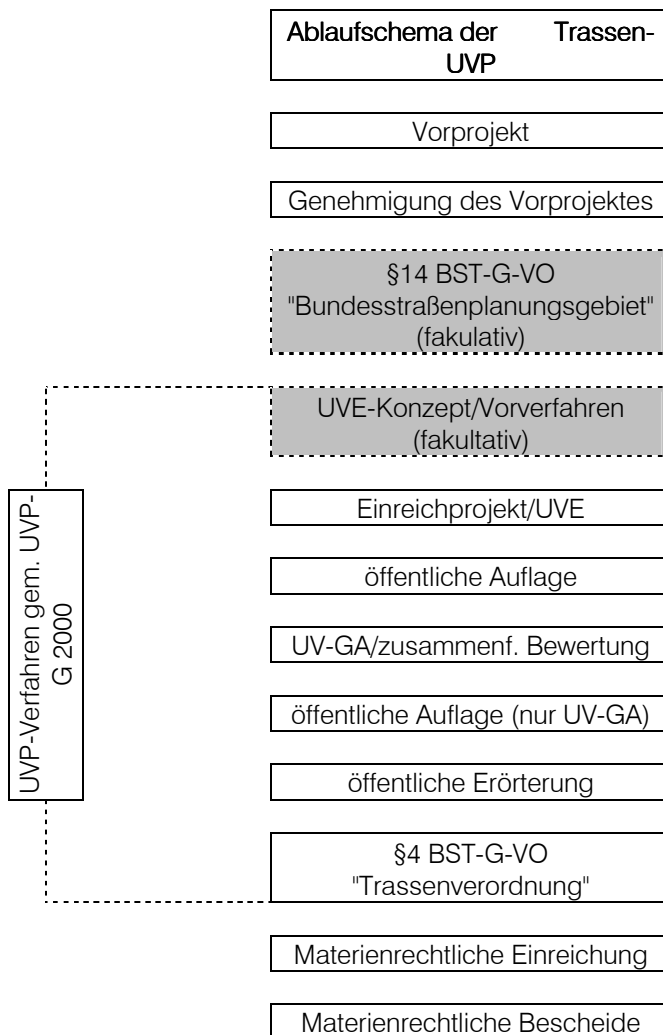 Ablaufschema der Trassen-
UVP
Vorprojekt
Genehmigung des Vorprojektes
§14 BST-G-VO
"Bundesstraßenplanungsgebiet"
(fakulativ)
UVE-Konzept/Vorverfahren
(fakultativ)
UVP-Verfahren gem. UVP-
G 2000
Einreichprojekt/UVE
öffentliche Auflage
UV-GA/zusammenf. Bewertung
öffentliche Auflage (nur UV-GA)
öffentliche Erörterung
§4 BST-G-VO
"Trassenverordnung"
Materienrechtliche Einreichung
Materienrechtliche Bescheide